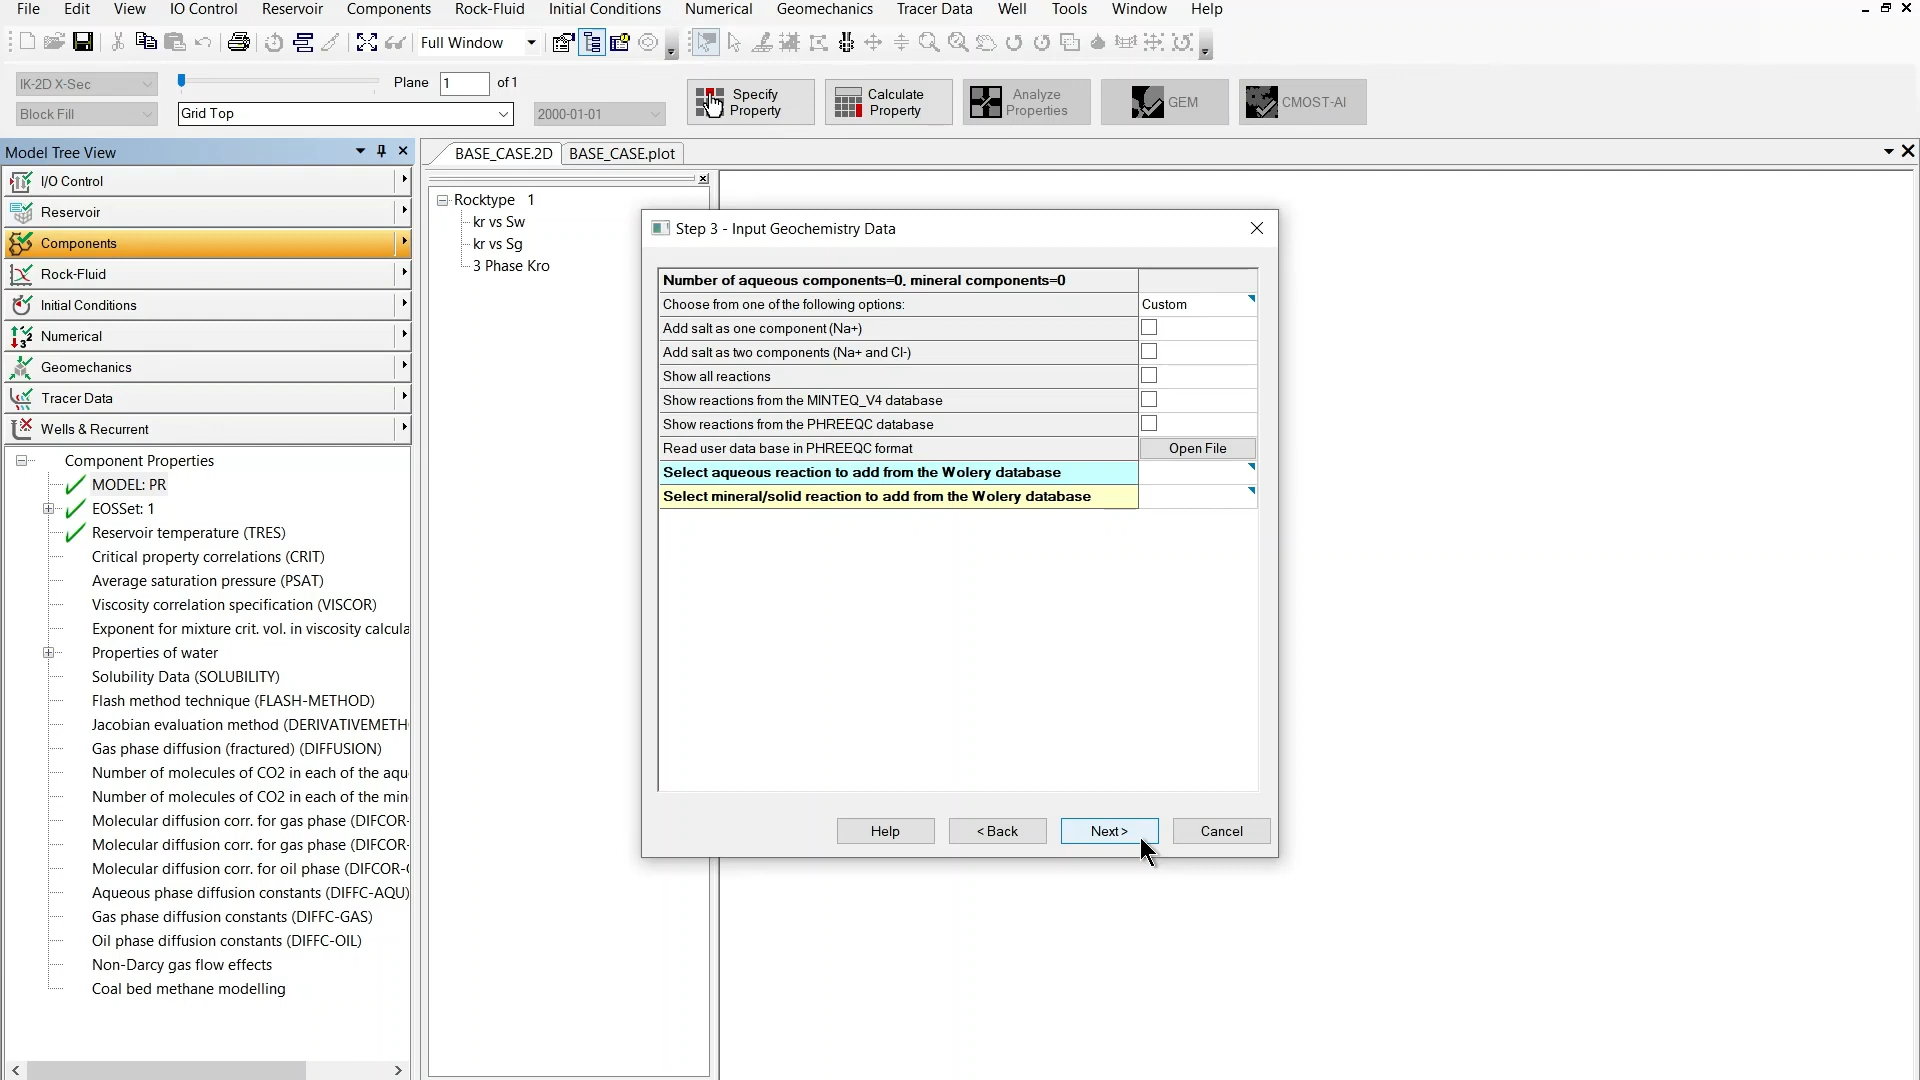 File Edit View IO Control Reservoir Components Rock-Fluid Initial Conditions Numerical Geomechanics Tracer Data Well Tools Window Help
Full Window
IK-2D X-Sec Plane 1 of 1
Block Fill Grid Top 2000-01-01
Specify Property
Calculate Property
Analyze Properties
GEM
CMOST-AI
Model Tree View
I/O Control
Reservoir
Components
Rock-Fluid
Initial Conditions
Numerical
Geomechanics
Tracer Data
Wells & Recurrent
Component Properties
MODEL: PR
EOSSet: 1
Reservoir temperature (TRES)
Critical property correlations (CRIT)
Average saturation pressure (PSAT)
Viscosity correlation specification (VISCOR)
Exponent for mixture crit. vol. in viscosity calcula
Properties of water
Solubility Data (SOLUBILITY)
Flash method technique (FLASH-METHOD)
Jacobian evaluation method (DERIVATIVEMETH
Gas phase diffusion (fractured) (DIFFUSION)
Number of molecules of CO2 in each of the aqu
Number of molecules of CO2 in each of the min
Molecular diffusion corr. for gas phase (DIFCOR-
Molecular diffusion corr. for gas phase (DIFCOR-
Molecular diffusion corr. for oil phase (DIFCOR-
Aqueous phase diffusion constants (DIFFC-AQU)
Gas phase diffusion constants (DIFFC-GAS)
Oil phase diffusion constants (DIFFC-OIL)
Non-Darcy gas flow effects
Coal bed methane modelling
BASE_CASE.2D BASE_CASE.plot
Rocktype 1
kr vs Sw
kr vs Sg
3 Phase Kro
Step 3 - Input Geochemistry Data
Number of aqueous components=0, mineral components=0
Choose from one of the following options: Custom
Add salt as one component (Na+)
Add salt as two components (Na+ and Cl-)
Show all reactions
Show reactions from the MINTEQ_V4 database
Show reactions from the PHREEQC database
Read user data base in PHREEQC format Open File
Select aqueous reaction to add from the Wolery database
Select mineral/solid reaction to add from the Wolery database
Help < Back Next > Cancel